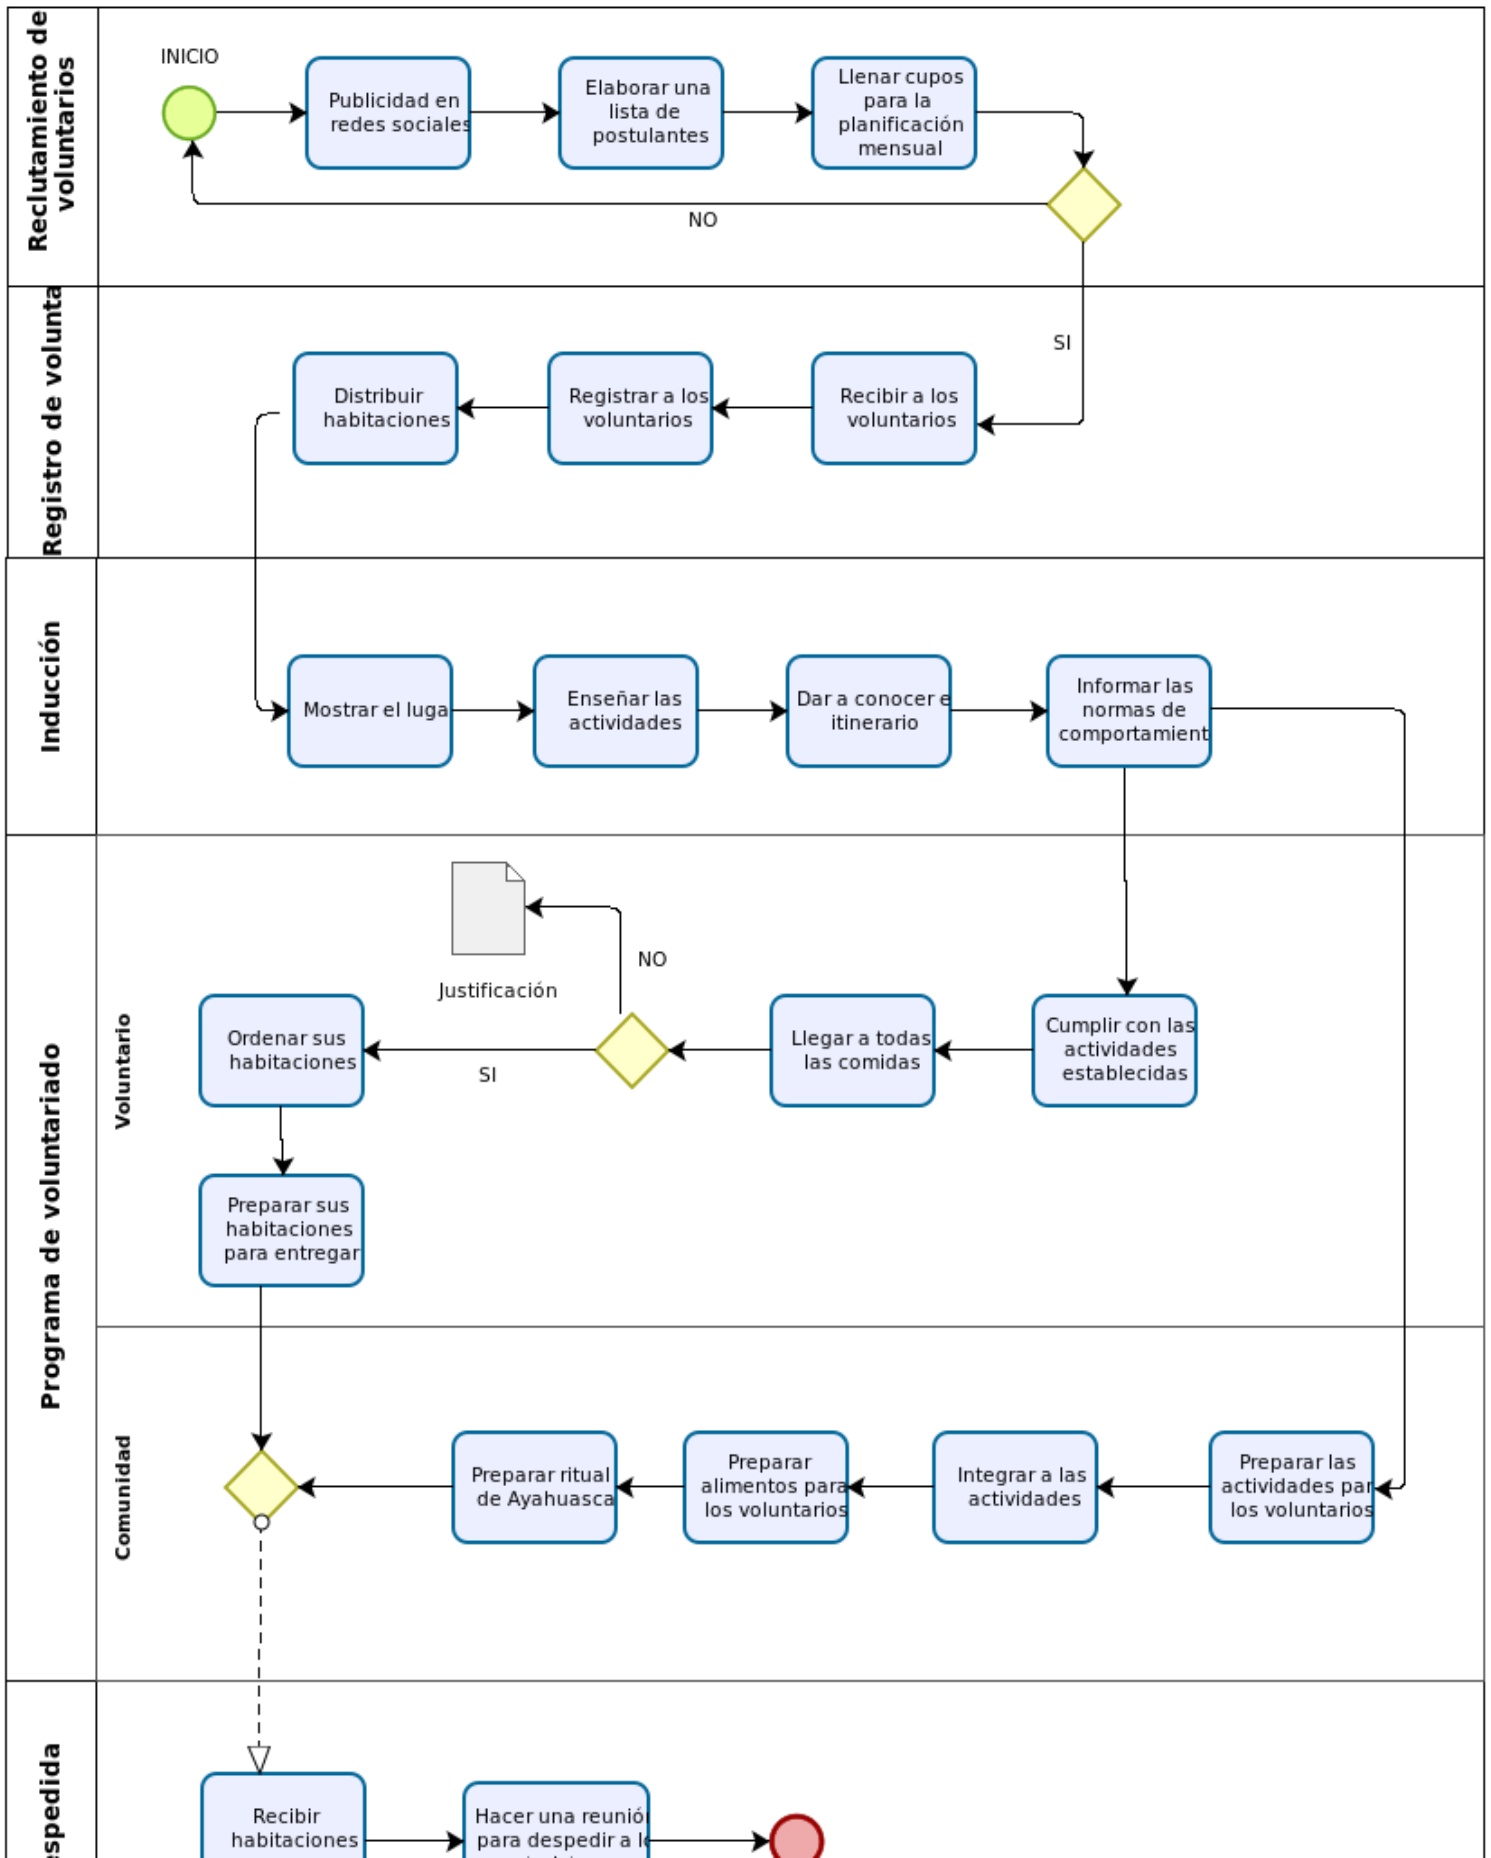 Reclutamiento de
voluntarios
INICIO
Publicidad en
redes sociales
Elaborar una
lista de
postulantes
Llenar cupos
para la
planificación
mensual
NO
Registro de volunta
SI
Distribuir
habitaciones
Registrar a los
voluntarios
Recibir a los
voluntarios
Inducción
Mostrar el luga
Enseñar las
actividades
Dar a conocer e
itinerario
Informar las
normas de
comportamient
Programa de voluntariado
Voluntario
Justificación
NO
Ordenar sus
habitaciones
SI
Llegar a todas
las comidas
Cumplir con las
actividades
establecidas
Preparar sus
habitaciones
para entregar
Comunidad
Preparar ritual
de Ayahuasca
Preparar
alimentos para
los voluntarios
Integrar a las
actividades
Preparar las
actividades par
los voluntarios
espedida
Recibir
habitaciones
Hacer una reunión
para despedir a lo